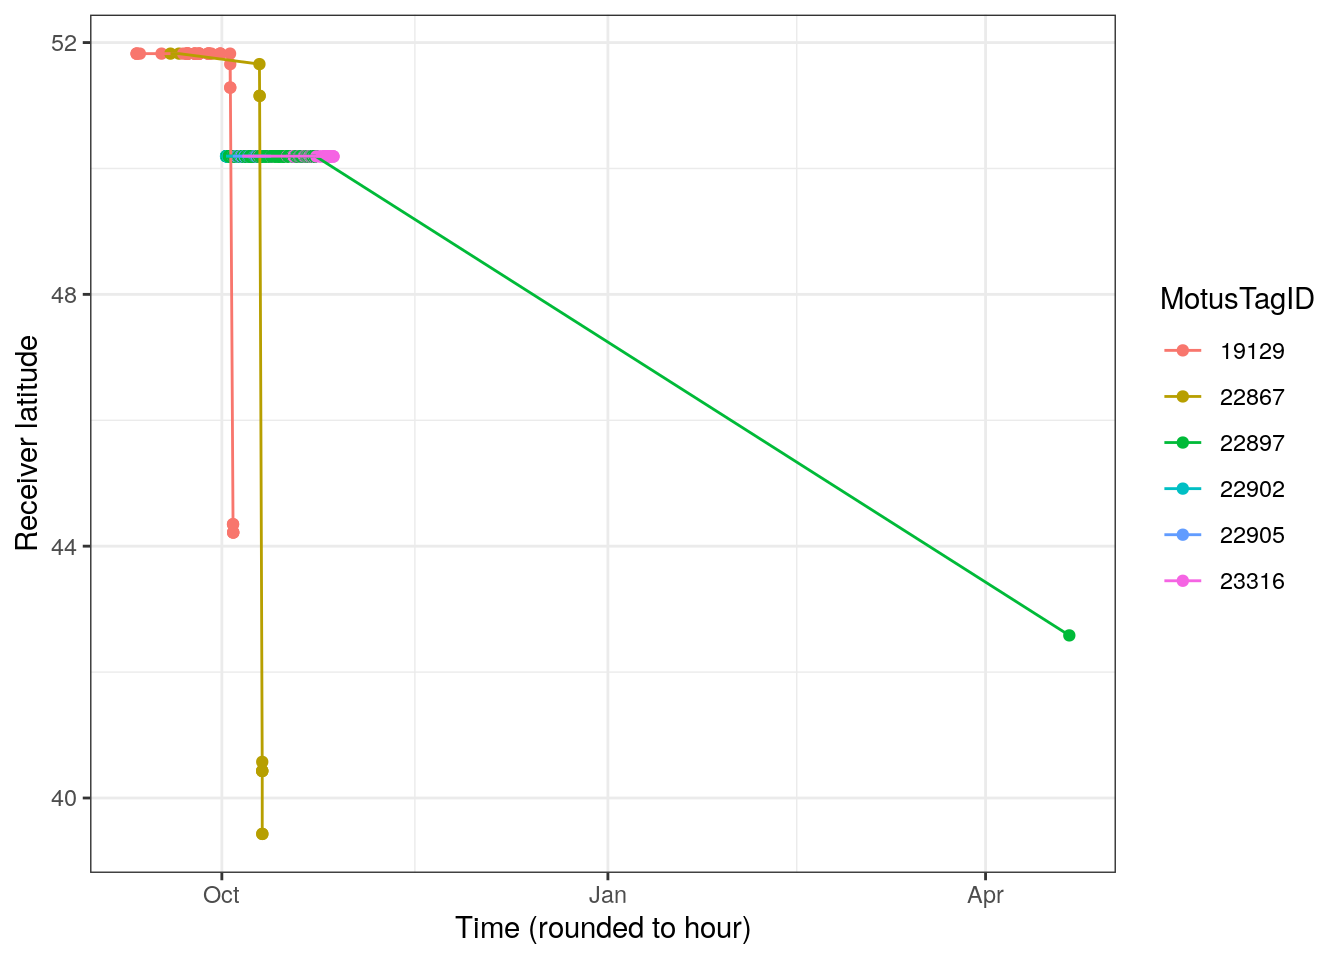 52
48
44
40
Receiver latitude
Oct
Jan
Apr
Time (rounded to hour)
MotusTagID
19129
22867
22897
22902
22905
23316